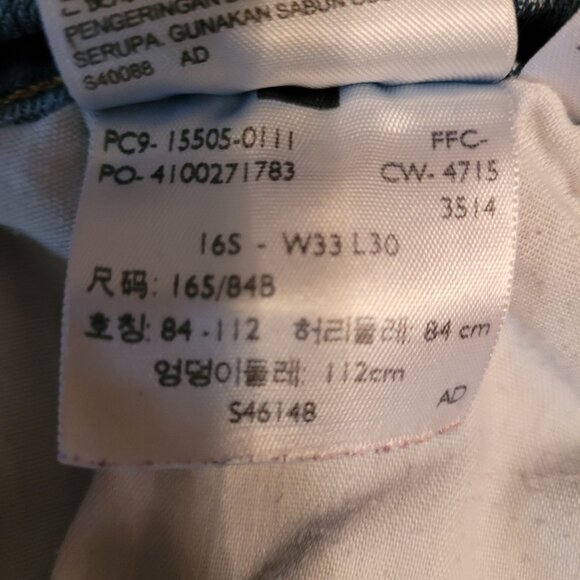 PENGERINGAN
SERUPA. GUNAKAN SABUN
S40088 AD
PC9- 15505-0111 FFC-
PO- 4100271783 CW- 4715
3514
16S - W33 L30
尺码: 165/84B
호칭: 84 -112 허리둘레: 84 cm
엉덩이둘레: 112cm
S46148 AD